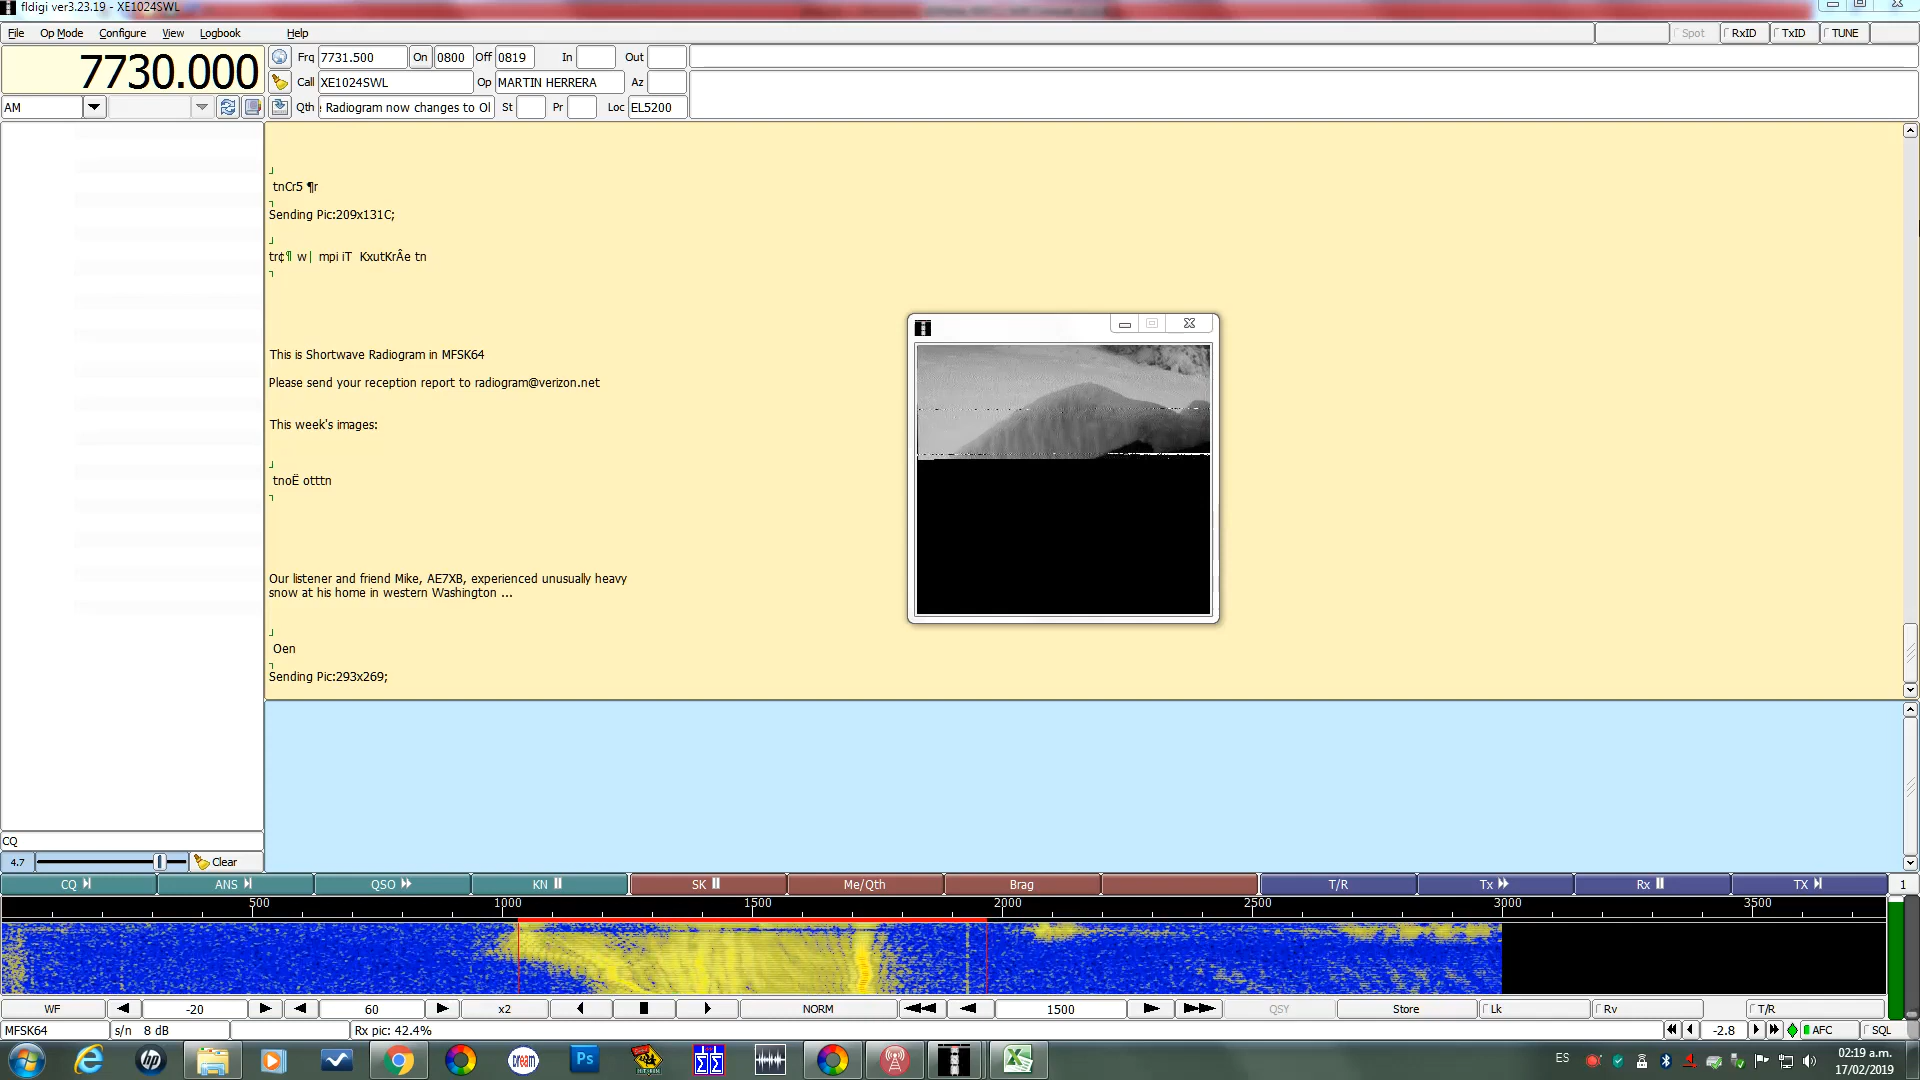 fldigi ver3.23.19 - XE1024SWL
File Op Mode Configure View Logbook Help
Spot RxID TxID TUNE
7730.000
Frq 7731.500 On 0800 Off 0819 In Out
Call XE1024SWL Op MARTIN HERRERA Az
AM
Qth : Radiogram now changes to Ol St Pr Loc EL5200
tnCr5 ¶r
Sending Pic:209x131C;
tr¢¶ w| mpi iT KxutKrÂe tn
This is Shortwave Radiogram in MFSK64
Please send your reception report to radiogram@verizon.net
This week's images:
tnoË otttn
Our listener and friend Mike, AE7XB, experienced unusually heavy
snow at his home in western Washington ...
Oen
Sending Pic:293x269;
CQ
4.7 Clear
CQ ANS QSO KN SK Me/Qth Brag T/R Tx Rx TX 1
500 1000 1500 2000 2500 3000 3500
WF -20 60 x2 NORM 1500 QSY Store Lk Rv T/R
MFSK64 s/n 8 dB Rx pic: 42.4% -2.8 AFC SQL
hp
Dream
Ps
ES
02:19 a.m.
17/02/2019